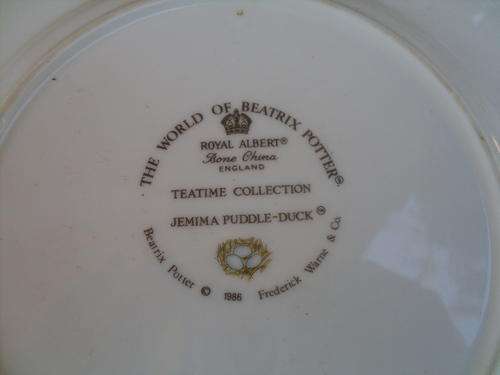 THE WORLD OF BEATRIX POTTER®
ROYAL ALBERT®
Bone China
ENGLAND
TEATIME COLLECTION
JEMIMA PUDDLE-DUCK™
Beatrix Potter © 1986 Frederick Warne & Co.